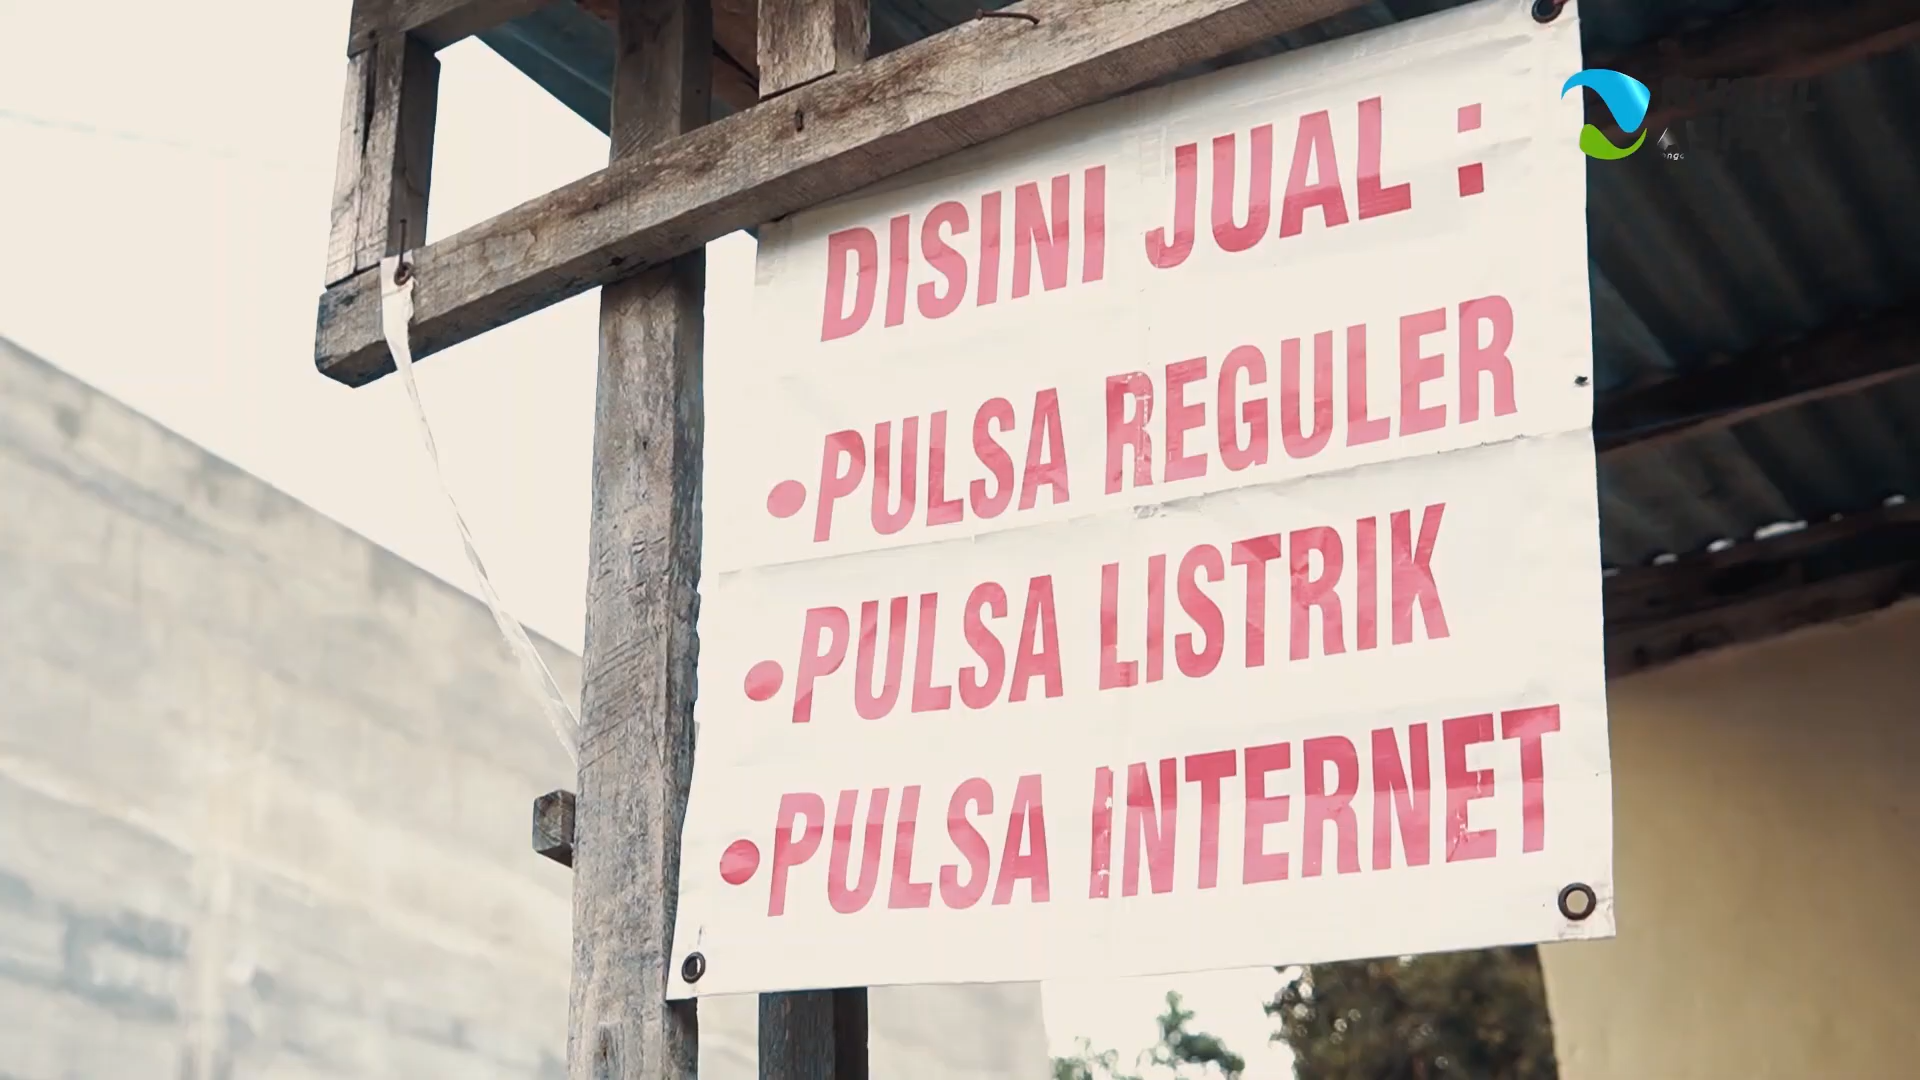 DISINI JUAL :
•PULSA REGULER
•PULSA LISTRIK
•PULSA INTERNET